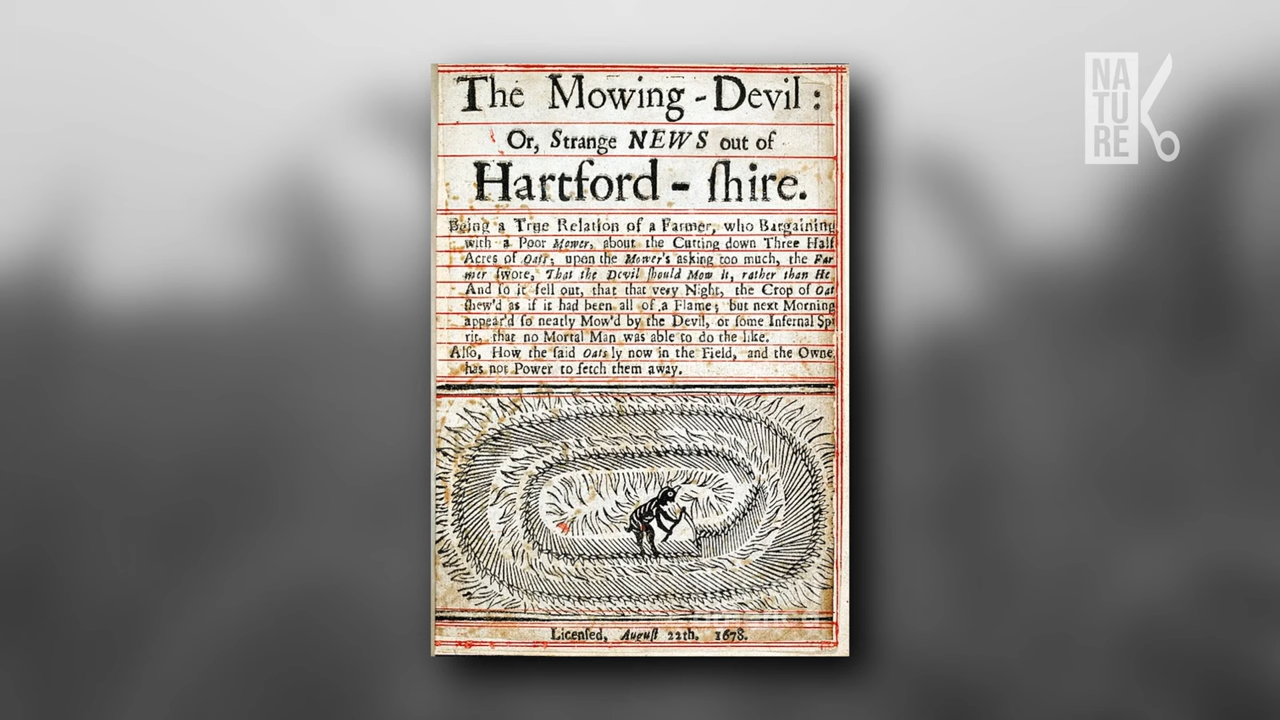 The Mowing-Devil:
Or, Strange NEWS out of
Hartford-ſhire.
Being a True Relation of a Farmer, who Bargaining
with a Poor Mower, about the Cutting down Three Half
Acres of Oats; upon the Mower's asking too much, the Far
mer ſwore, That the Devil ſhould Mow it, rather than He
And ſo it fell out, that that very Night, the Crop of Oat
ſhew'd as if it had been all of a Flame; but next Morning
appear'd ſo neatly Mow'd by the Devil, or ſome Infernal Sp
rit, that no Mortal Man was able to do the like.
Alſo, How the ſaid Oats ly now in the Field, and the Owne
has not Power to fetch them away.
Licenſed, Auguſt 22th, 1678.
NA
TU
RE